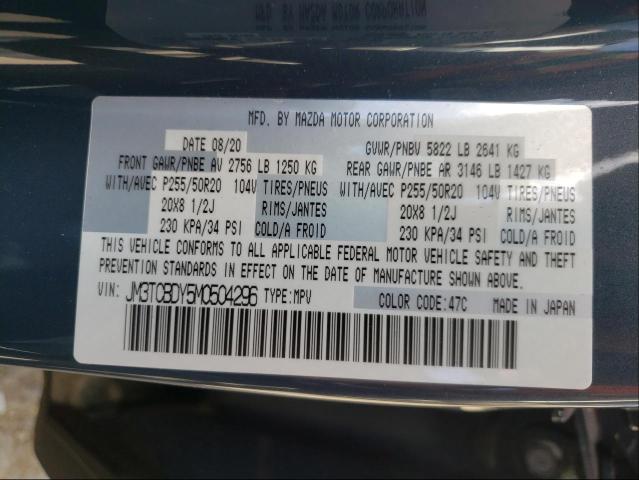 MFD. BY MAZDA MOTOR CORPORATION
DATE 08/20 GVWR/PNBV 5822 LB 2641 KG
FRONT GAWR/PNBE AV 2756 LB 1250 KG REAR GAWR/PNBE AR 3146 LB 1427 KG
WITH/AVEC P255/50R20 104V TIRES/PNEUS WITH/AVEC P255/50R20 104V TIRES/PNEUS
20X8 1/2J RIMS/JANTES 20X8 1/2J RIMS/JANTES
230 KPA/34 PSI COLD/A FROID 230 KPA/34 PSI COLD/A FROID
THIS VEHICLE CONFORMS TO ALL APPLICABLE FEDERAL MOTOR VEHICLE SAFETY AND THEFT
PREVENTION STANDARDS IN EFFECT ON THE DATE OF MANUFACTURE SHOWN ABOVE.
VIN: JM3TCBDY5M0504296 TYPE: MPV COLOR CODE: 47C MADE IN JAPAN